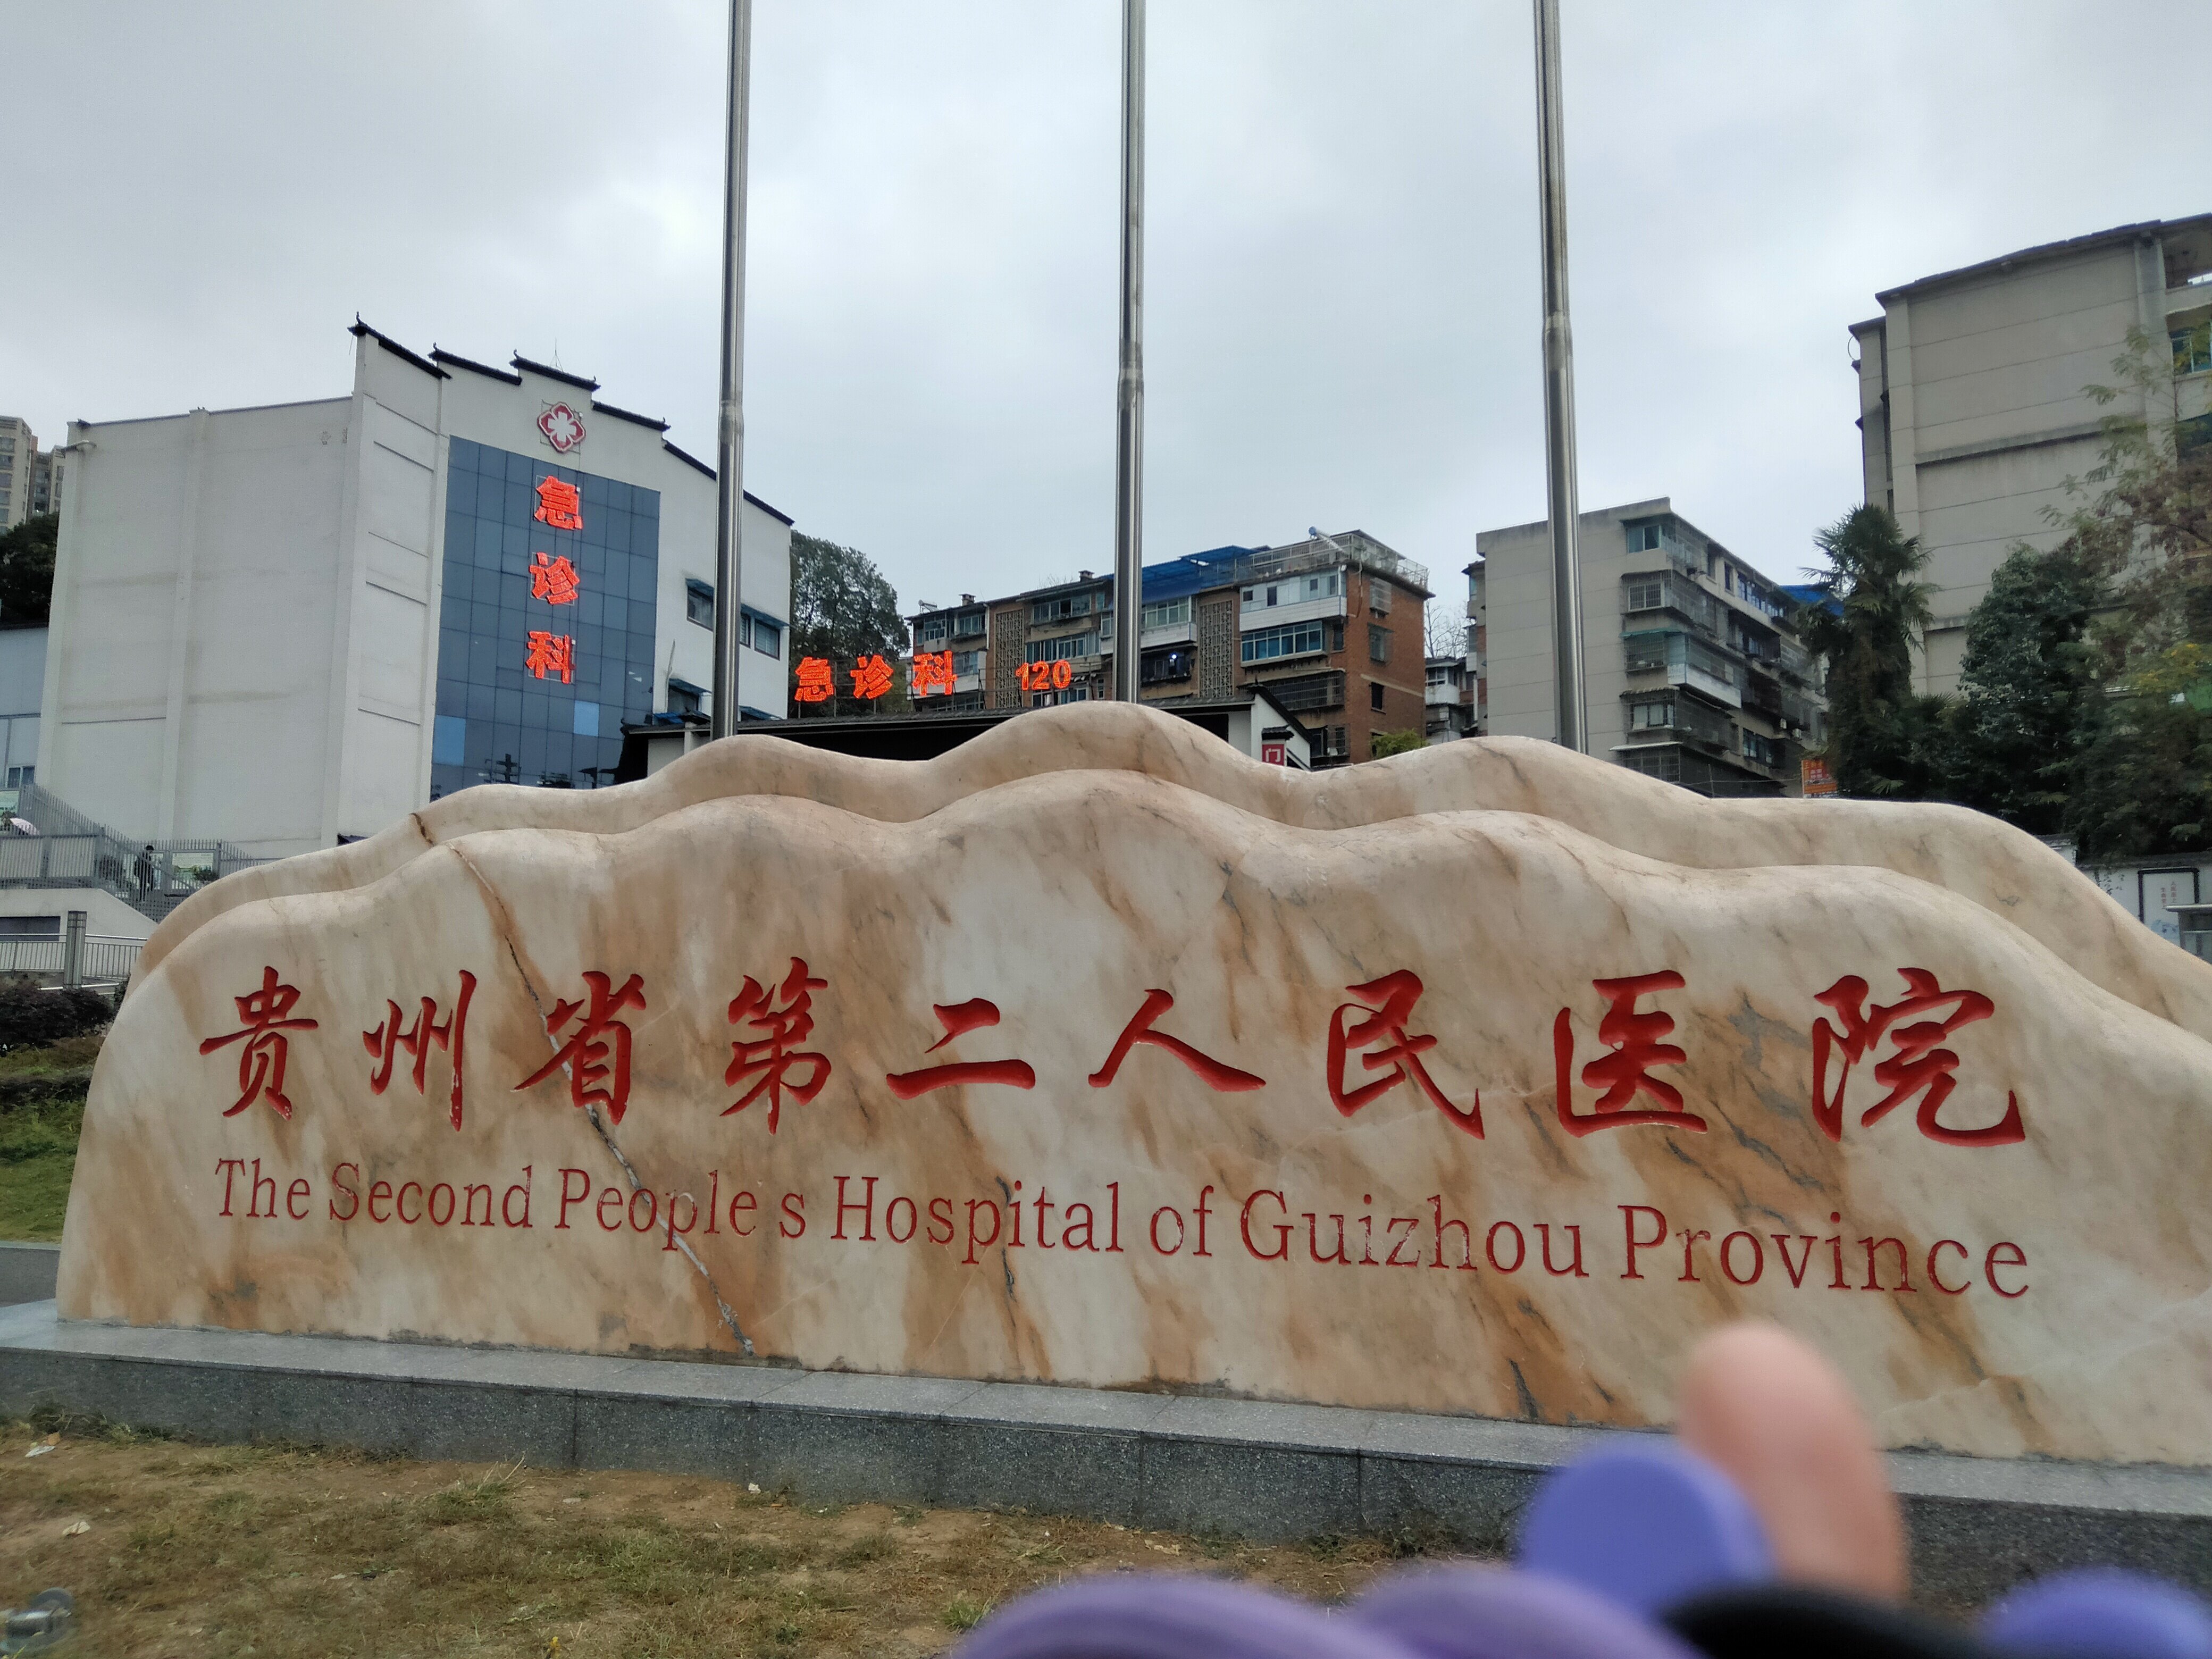 急诊科
急诊科 120
门
贵州省第二人民医院
The Second People s Hospital of Guizhou Province